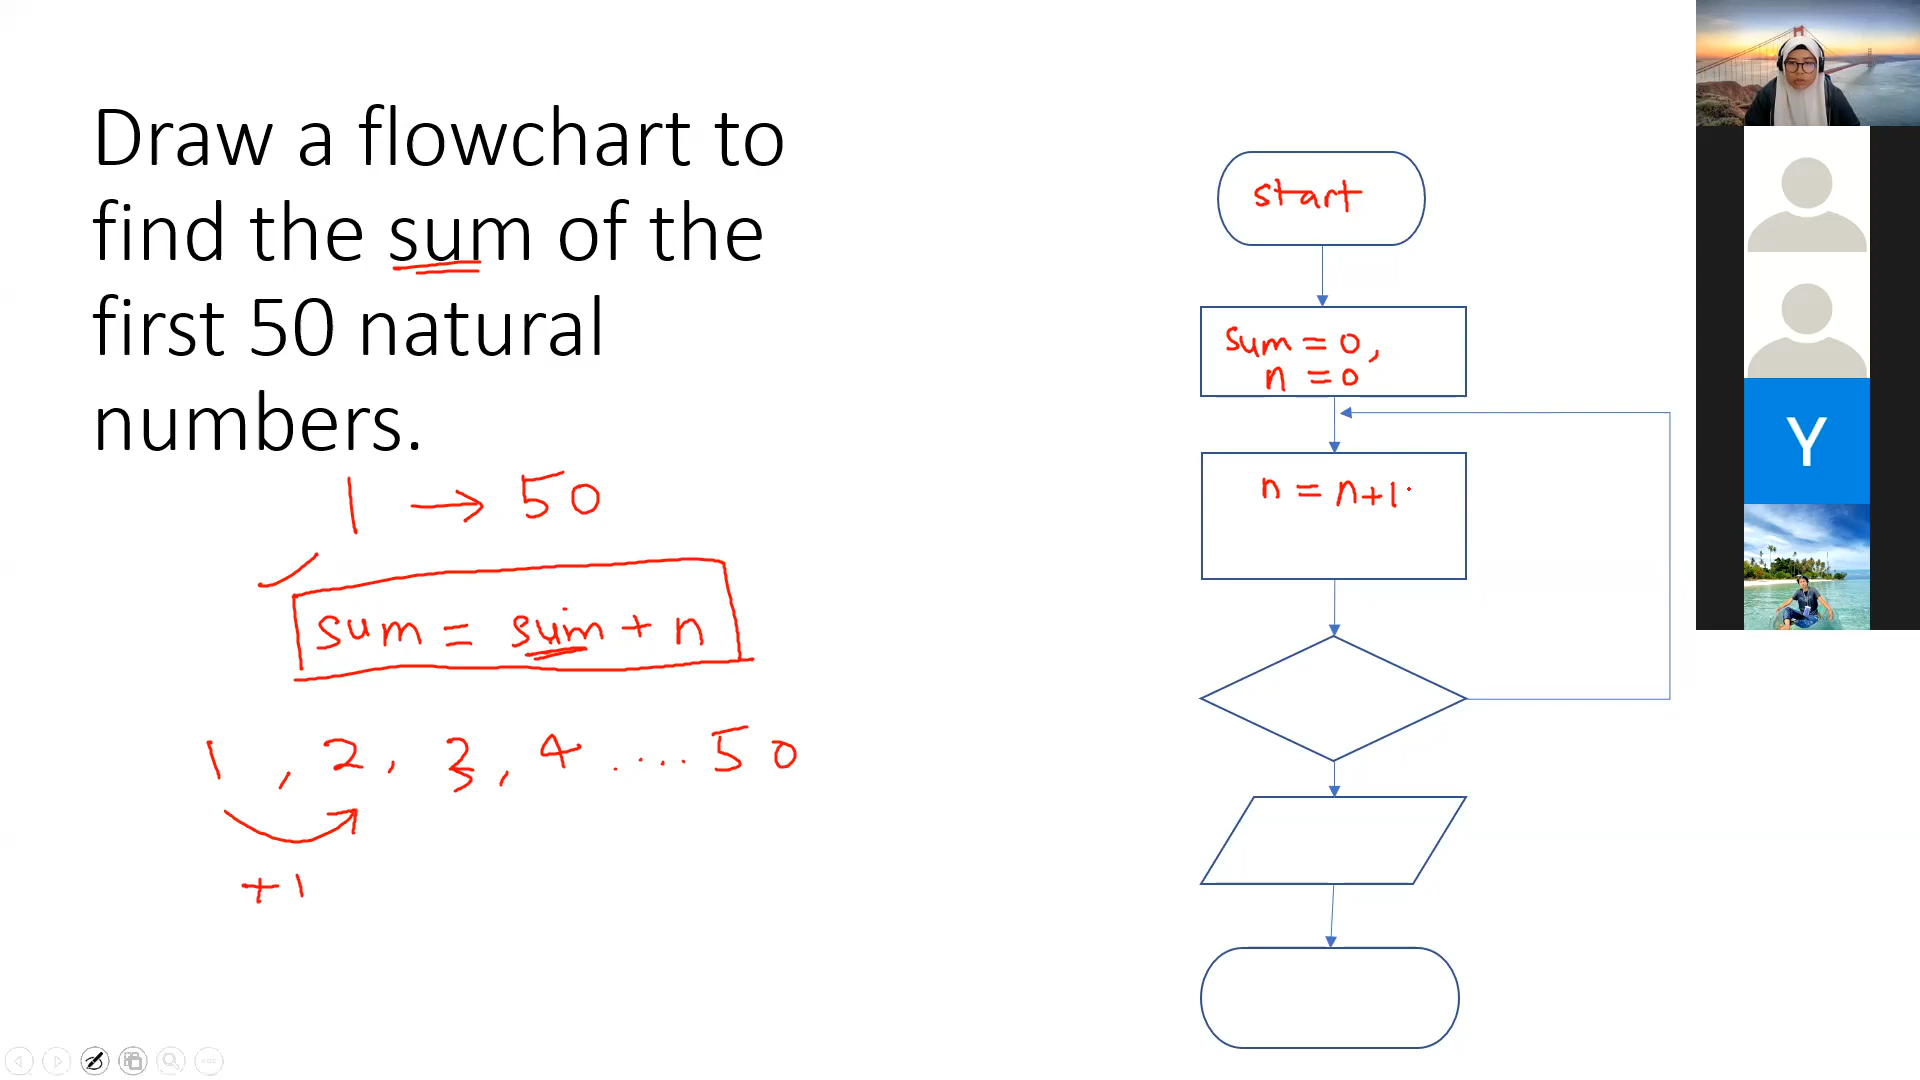 Draw a flowchart to
find the sum of the
first 50 natural
numbers.
1 → 50
sum = sum + n
1, 2, 3, 4 .... 50
+1
start
sum = 0,
n = 0
n = n+1
Y